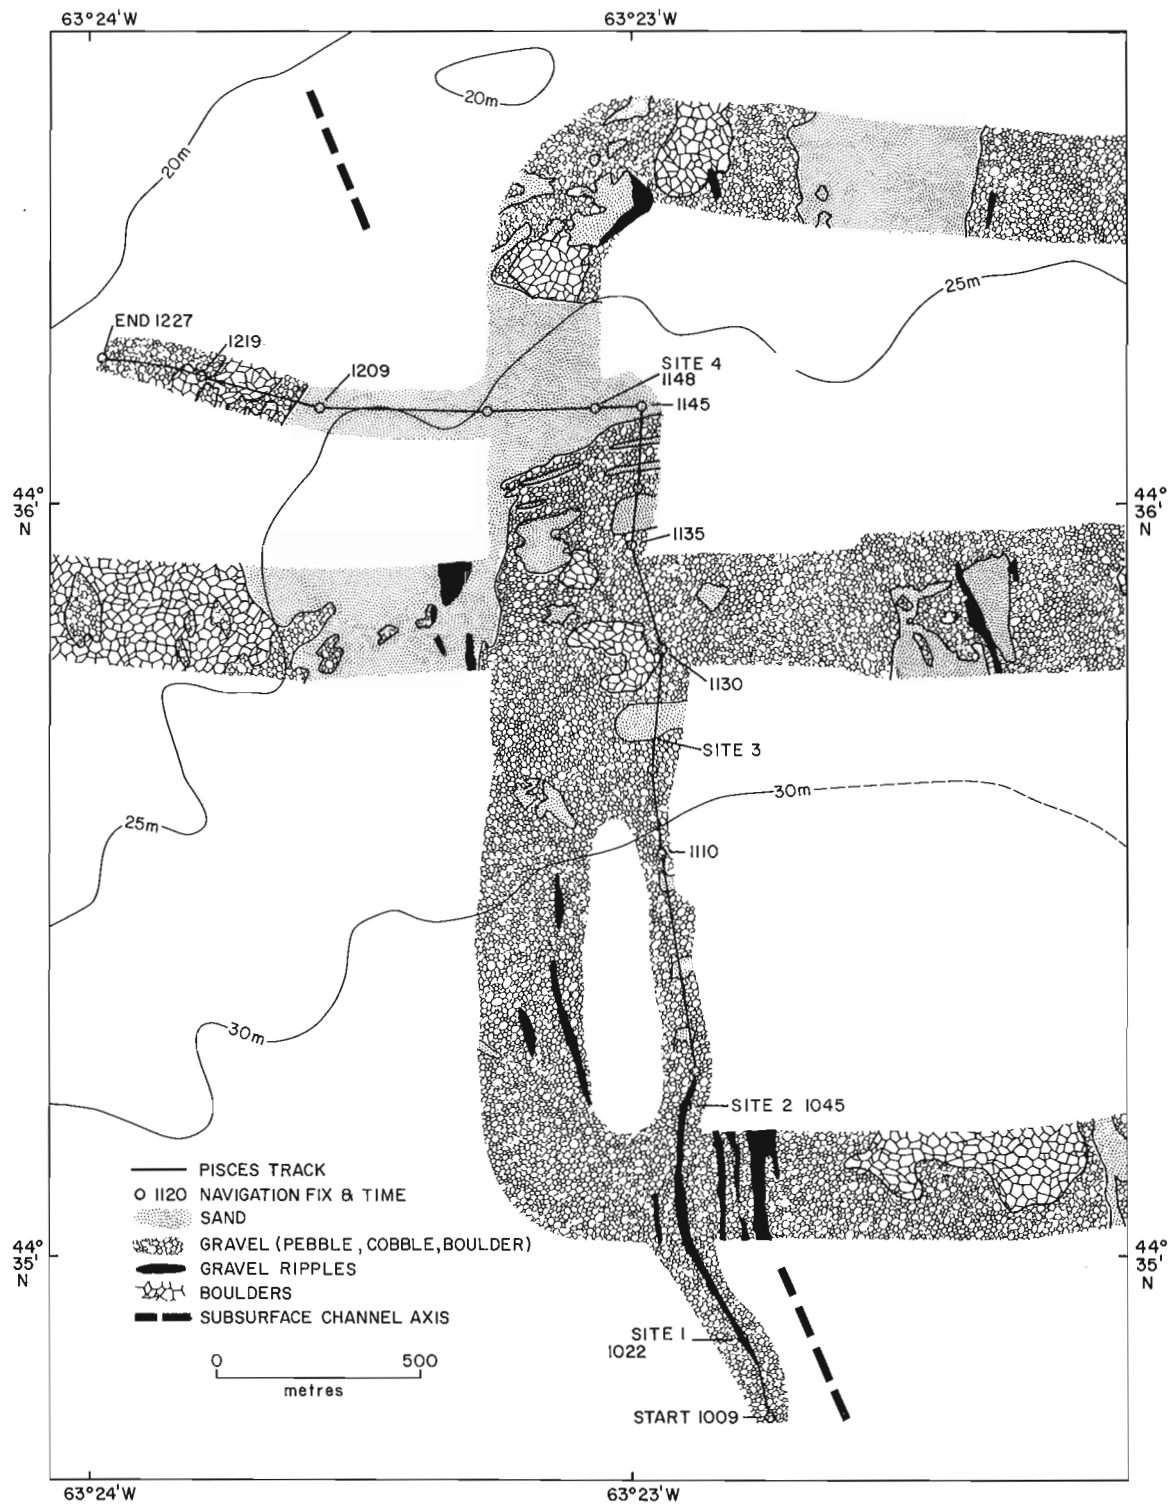 63°24'W
63°23'W
20m
20m
25m
END 1227
1219
1209
SITE 4
1148
1145
44°
36'
N
44°
36'
N
1135
1130
SITE 3
30m
25m
1110
30m
SITE 2 1045
PISCES TRACK
1120 NAVIGATION FIX & TIME
SAND
GRAVEL (PEBBLE, COBBLE, BOULDER)
GRAVEL RIPPLES
BOULDERS
SUBSURFACE CHANNEL AXIS
44°
35'
N
44°
35'
N
SITE 1
1022
0 500
metres
START 1009
63°24'W
63°23'W